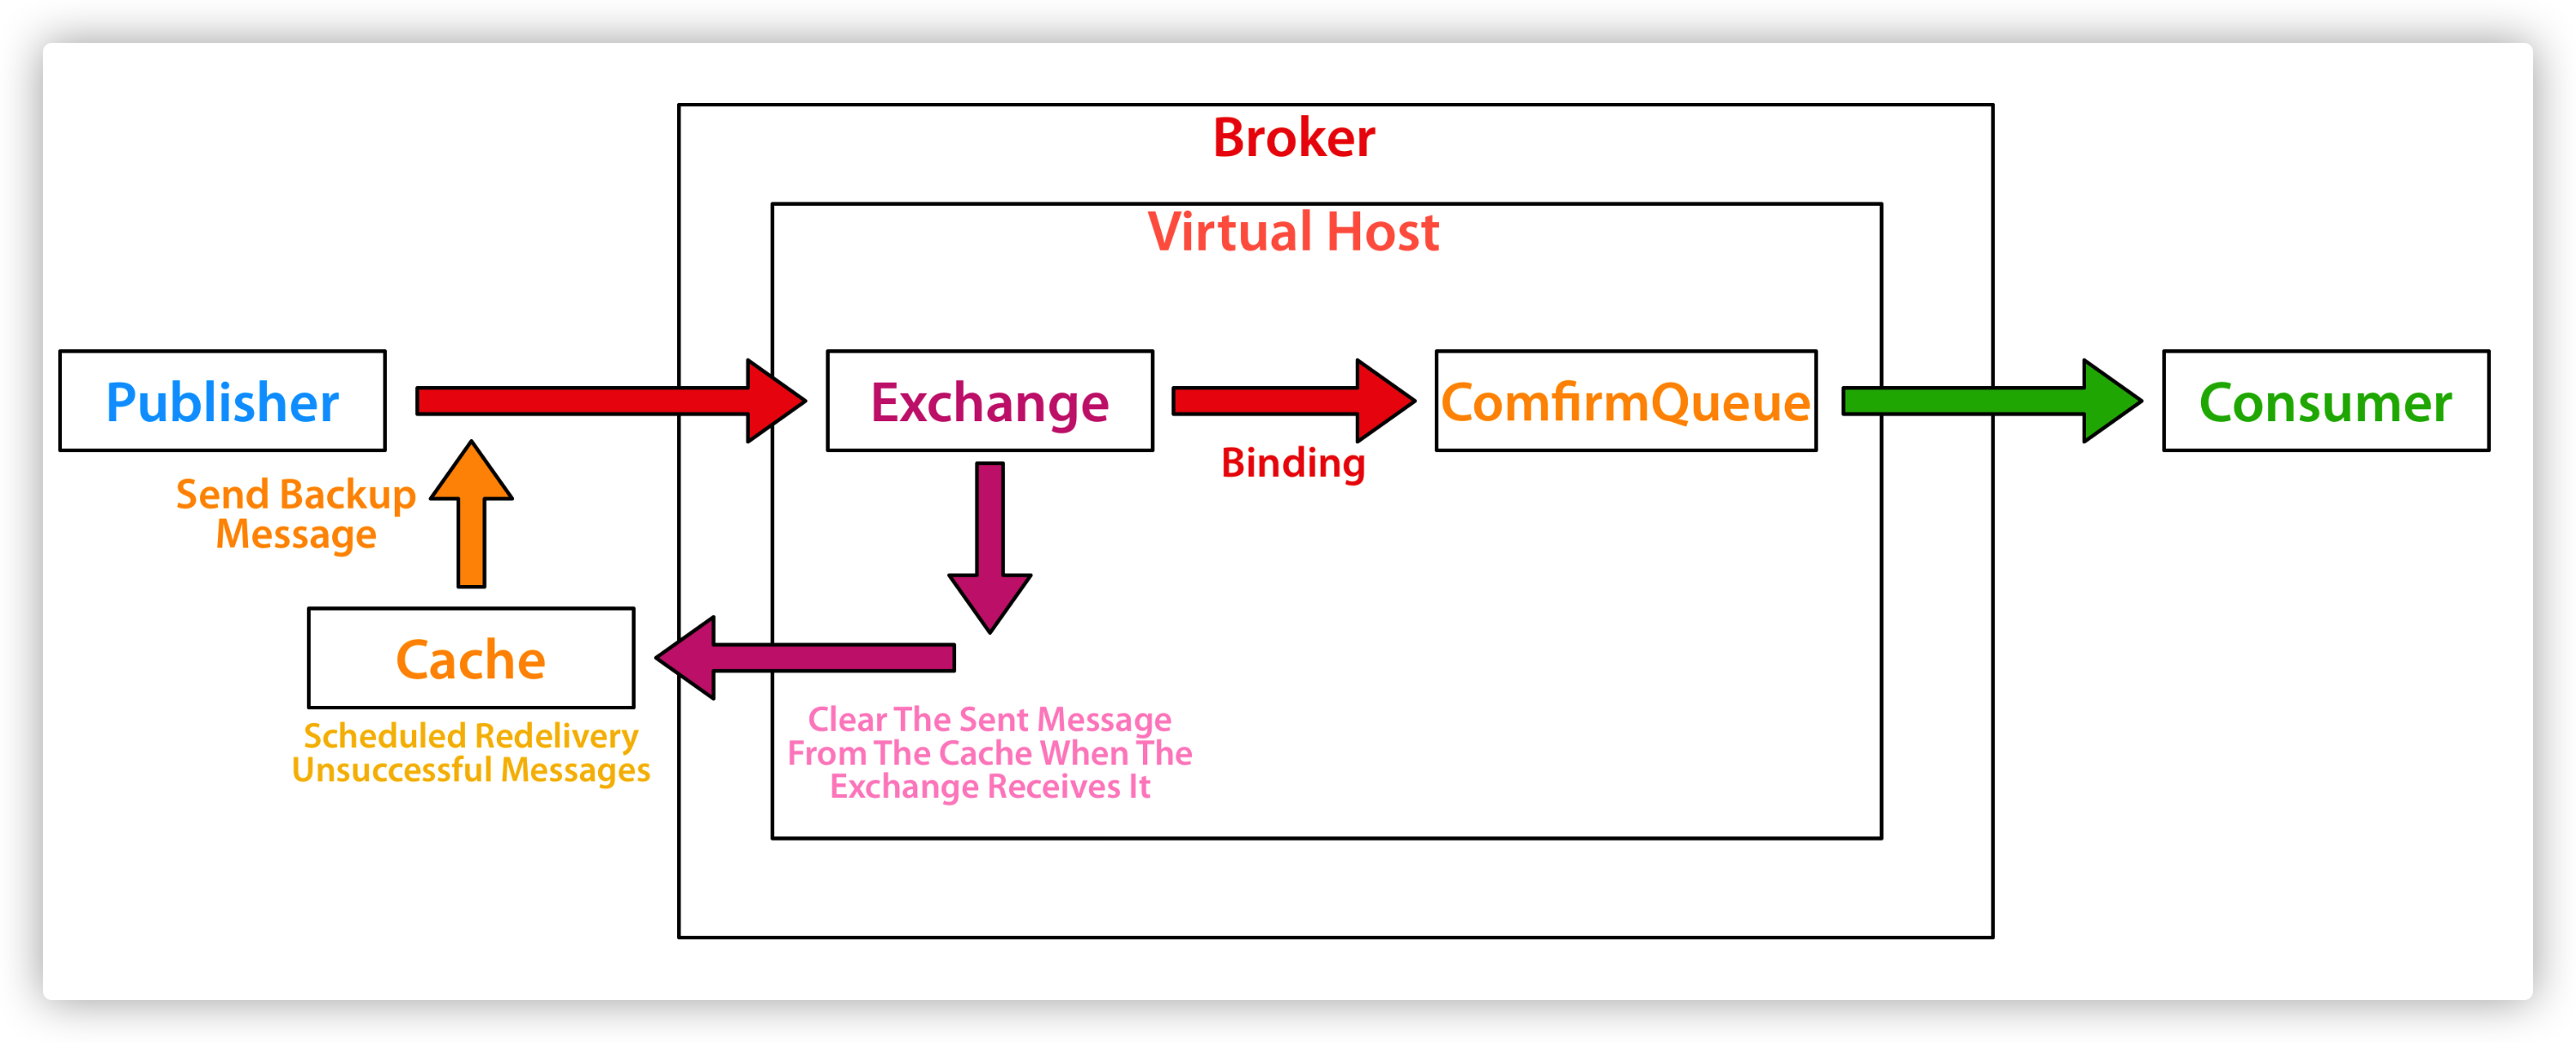 Broker
Virtual Host
Publisher
Exchange
ComfirmQueue
Consumer
Binding
Send Backup
Message
Cache
Scheduled Redelivery
Unsuccessful Messages
Clear The Sent Message
From The Cache When The
Exchange Receives It